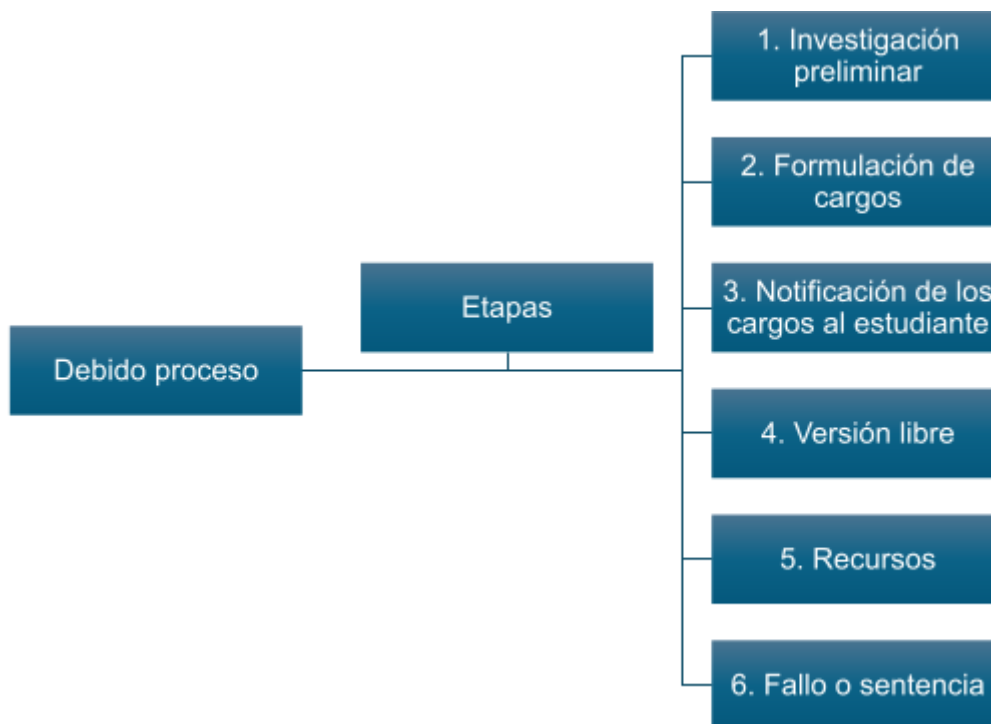 Debido proceso
Etapas
1. Investigación
preliminar
2. Formulación de
cargos
3. Notificación de los
cargos al estudiante
4. Versión libre
5. Recursos
6. Fallo o sentencia